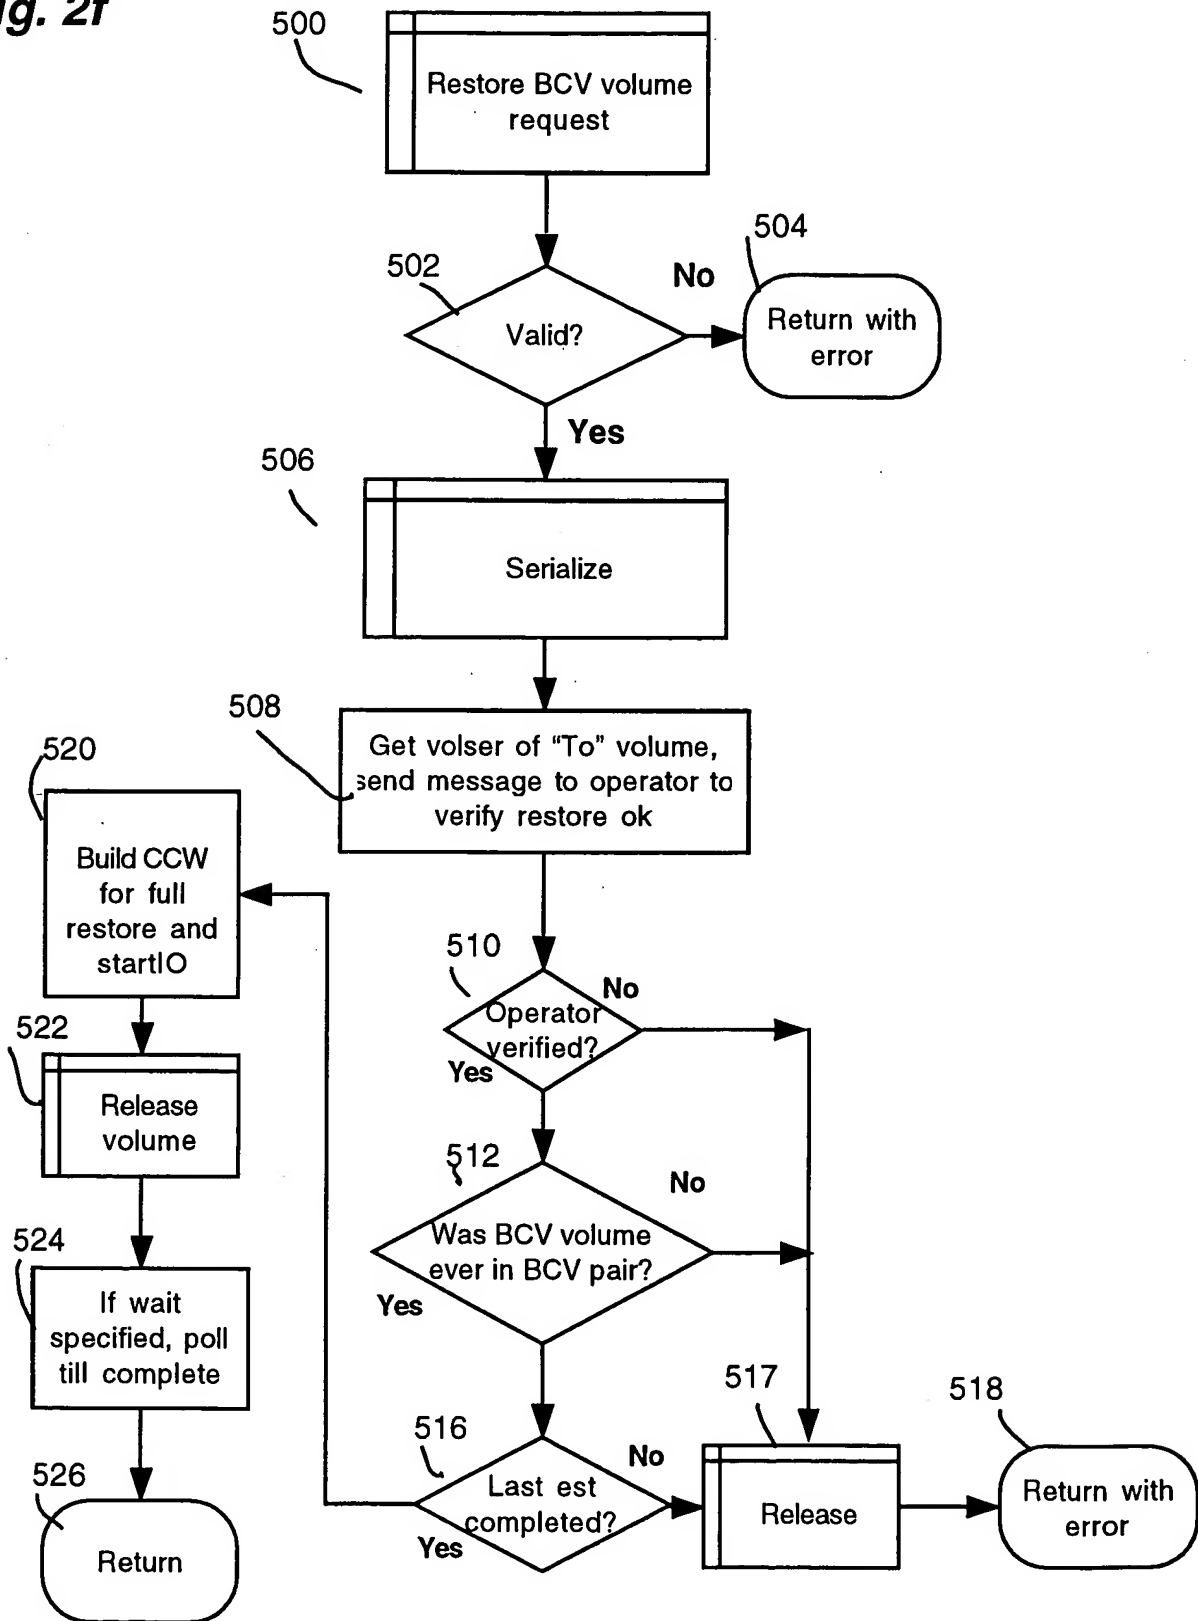 ig. 2f
500
Restore BCV volume
request
502
Valid?
No
504
Return with
error
Yes
506
Serialize
508
Get volser of “To” volume,
send message to operator to
verify restore ok
510
Operator
verified?
No
Yes
512
Was BCV volume
ever in BCV pair?
No
Yes
516
Last est
completed?
No
Yes
517
Release
518
Return with
error
520
Build CCW
for full
restore and
startIO
522
Release
volume
524
If wait
specified, poll
till complete
526
Return